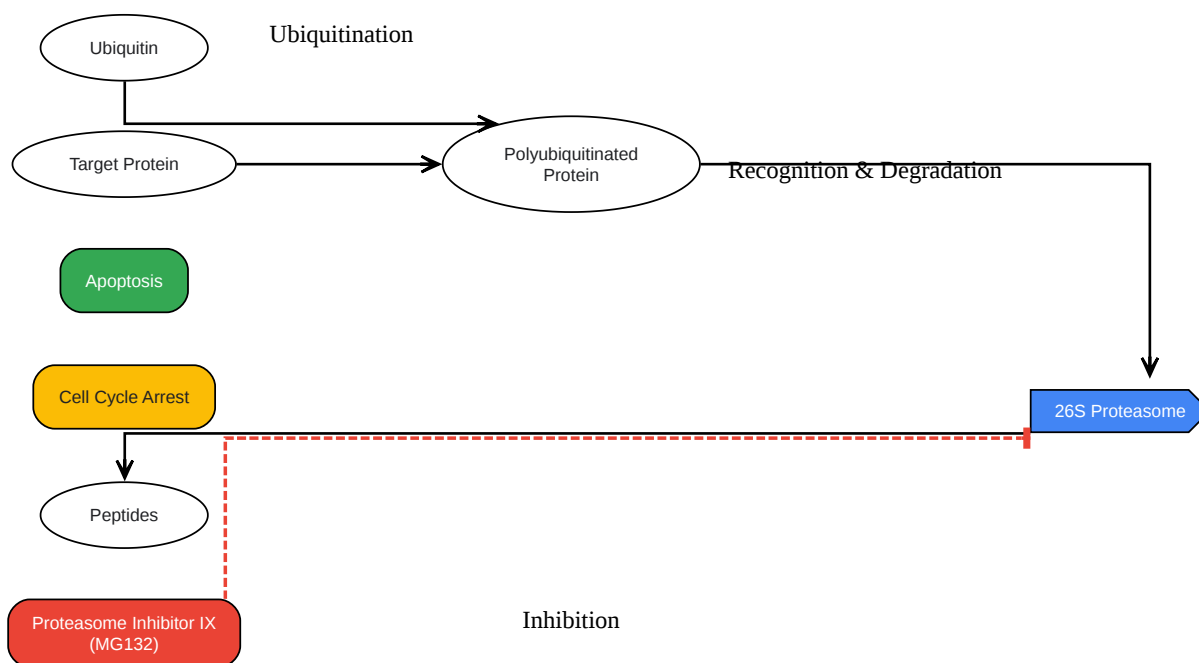 Ubiquitin
Ubiquitination
Target Protein
Polyubiquitinated
Protein
Recognition & Degradation
Apoptosis
Cell Cycle Arrest
26S Proteasome
Peptides
Proteasome Inhibitor IX
(MG132)
Inhibition